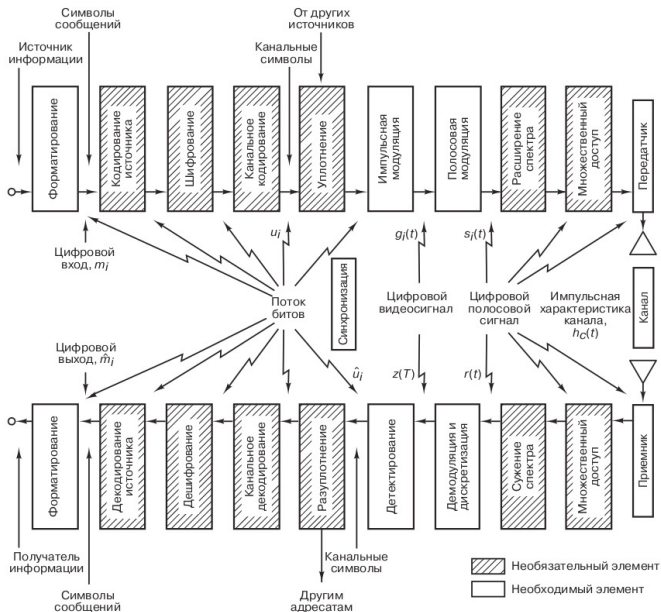 Символы
сообщений
От других
источников
Источник
информации
Канальные
символы
Форматирование
Кодирование
источника
Шифрование
Канальное
кодирование
Уплотнение
Импульсная
модуляция
Полосовая
модуляция
Расширение
спектра
Множественный
доступ
Передатчик
Цифровой
вход, mᵢ
uᵢ
gᵢ(t)
sᵢ(t)
Поток
битов
Синхронизация
Цифровой
видеосигнал
Цифровой
полосовой
сигнал
Импульсная
характеристика
канала,
h_C(t)
Канал
Цифровой
выход, m̂ᵢ
ûᵢ
z(T)
r(t)
Форматирование
Декодирование
источника
Дешифрование
Канальное
декодирование
Разуплотнение
Детектирование
Демодуляция и
дискретизация
Сужение
спектра
Множественный
доступ
Приемник
Получатель
информации
Канальные
символы
Символы
сообщений
Другим
адресатам
Необязательный элемент
Необходимый элемент